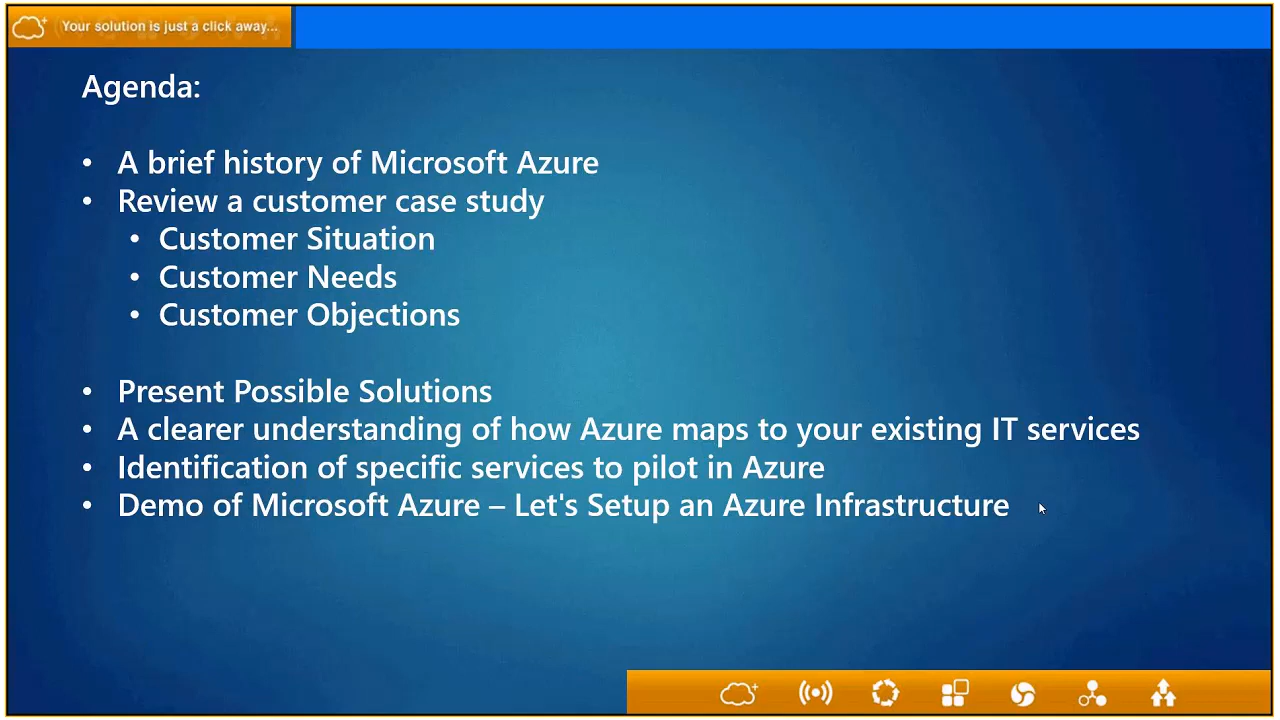 Your solution is just a click away...
Agenda:
• A brief history of Microsoft Azure
• Review a customer case study
• Customer Situation
• Customer Needs
• Customer Objections
• Present Possible Solutions
• A clearer understanding of how Azure maps to your existing IT services
• Identification of specific services to pilot in Azure
• Demo of Microsoft Azure – Let's Setup an Azure Infrastructure